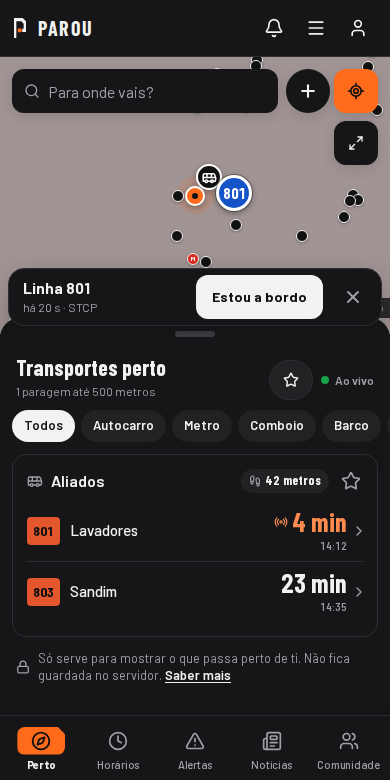 PAROU
Para onde vais?
801
M
Linha 801
há 20 s · STCP
Estou a bordo
Transportes perto
1 paragem até 500 metros
Ao vivo
Todos
Autocarro
Metro
Comboio
Barco
Aliados
42 metros
801
Lavadores
4 min
14:12
803
Sandim
23 min
14:35
Só serve para mostrar o que passa perto de ti. Não fica
guardada no servidor. Saber mais
Perto
Horários
Alertas
Notícias
Comunidade